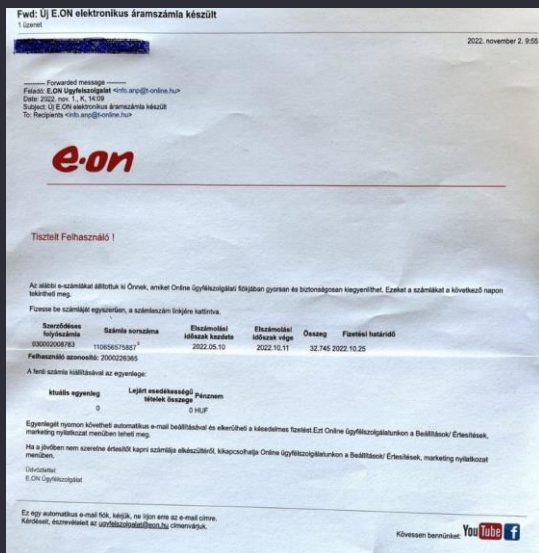 Fwd: Új E.ON elektronikus áramszámla készült
1 üzenet
2022. november 2. 9:55
---------- Forwarded message ----------
Feladó: E.ON Ügyfélszolgálat <info.anp@t-online.hu>
Date: 2022. nov. 1., K, 14:09
Subject: Új E.ON elektronikus áramszámla készült
To: Recipients <info.anp@t-online.hu>
e·on
Tisztelt Felhasználó !
Az alábbi e-számlákat állítottuk ki Önnek, amiket Online ügyfélszolgálati fiókjában gyorsan és biztonságosan kiegyenlíthet. Ezeket a számlákat a következő napon
tekintheti meg.
Fizesse be számláját egyszerűen, a számlaszám linkjére kattintva.
Szerződéses folyószámla Számla sorszáma Elszámolási időszak kezdete Elszámolási időszak vége Összeg Fizetési határidő
030002008783 110656575887 2022.05.10 2022.10.11 32.745 2022.10.25
Felhasználó azonosító: 2000226365
A fenti számla kiállításával az egyenlege:
ktuális egyenleg Lejárt esedékességű tételek összege Pénznem
0 0 HUF
Egyenlegét nyomon követheti automatikus e-mail beállításával és elkerülheti a késedelmes fizetést.Ezt Online ügyfélszolgálatunkon a Beállítások/ Értesítések,
marketing nyilatkozat menüben teheti meg.
Ha a jövőben nem szeretne értesítőt kapni számlája elkészültéről, kikapcsolhatja Online ügyfélszolgálatunkon a Beállítások/ Értesítések, marketing nyilatkozat
menüben.
Üdvözlettel
E.ON Ügyfélszolgálat
Ez egy automatikus e-mail fiók, kérjük, ne írjon erre az e-mail címre.
Kérdéseit, észrevételeit az ugyfelszolgalat@eon.hu címenvárjuk.
Kövessen bennünket: YouTube f